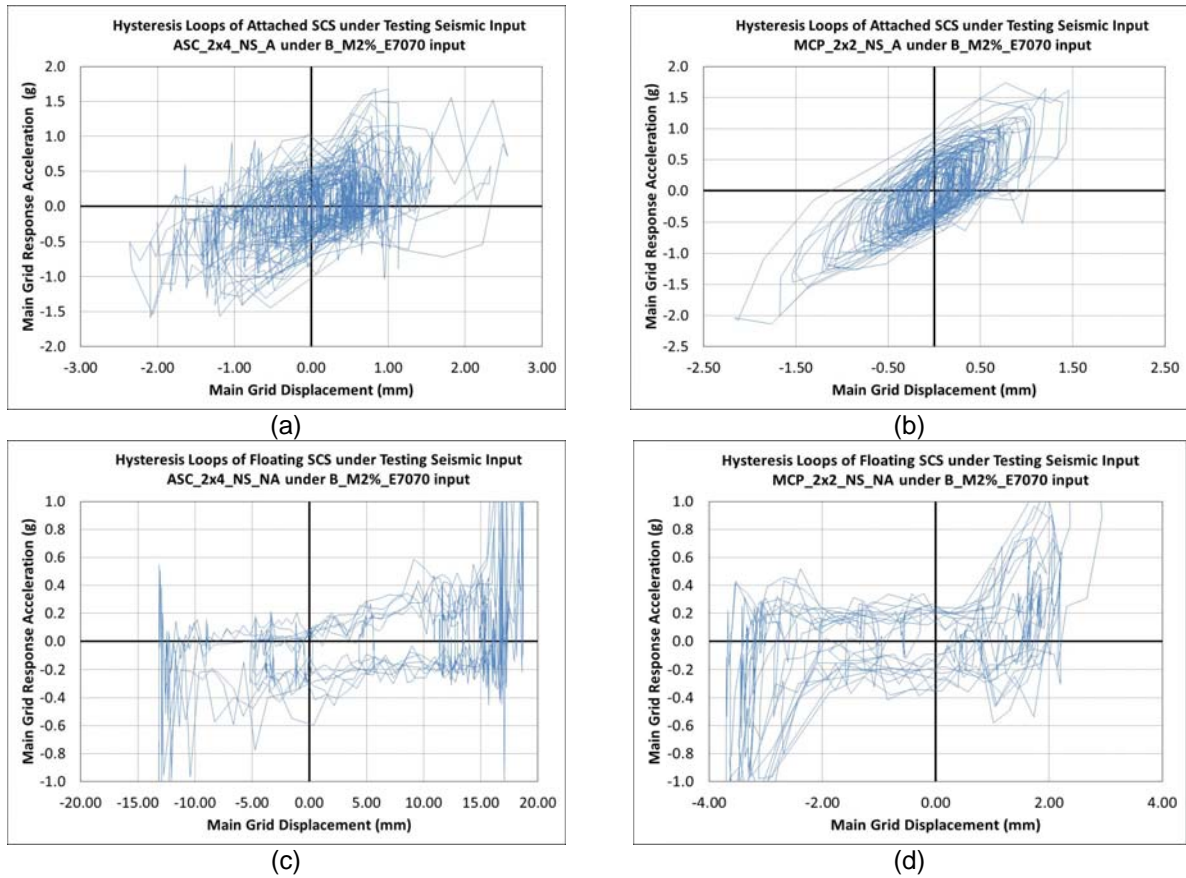 Hysteresis Loops of Attached SCS under Testing Seismic Input
ASC_2x4_NS_A under B_M2%_E7070 input
Main Grid Response Acceleration (g)
2.0
1.5
1.0
0.5
0.0
-0.5
-1.0
-1.5
-2.0
-3.00 -2.00 -1.00 0.00 1.00 2.00 3.00
Main Grid Displacement (mm)
(a)
Hysteresis Loops of Attached SCS under Testing Seismic Input
MCP_2x2_NS_A under B_M2%_E7070 input
Main Grid Response Acceleration (g)
2.0
1.5
1.0
0.5
0.0
-0.5
-1.0
-1.5
-2.0
-2.5
-2.50 -1.50 -0.50 0.50 1.50 2.50
Main Grid Displacement (mm)
(b)
Hysteresis Loops of Floating SCS under Testing Seismic Input
ASC_2x4_NS_NA under B_M2%_E7070 input
Main Grid Response Acceleration (g)
1.0
0.8
0.6
0.4
0.2
0.0
-0.2
-0.4
-0.6
-0.8
-1.0
-20.00 -15.00 -10.00 -5.00 0.00 5.00 10.00 15.00 20.00
Main Grid Displacement (mm)
(c)
Hysteresis Loops of Floating SCS under Testing Seismic Input
MCP_2x2_NS_NA under B_M2%_E7070 input
Main Grid Response Acceleration (g)
1.0
0.8
0.6
0.4
0.2
0.0
-0.2
-0.4
-0.6
-0.8
-1.0
-4.00 -2.00 0.00 2.00 4.00
Main Grid Displacement (mm)
(d)